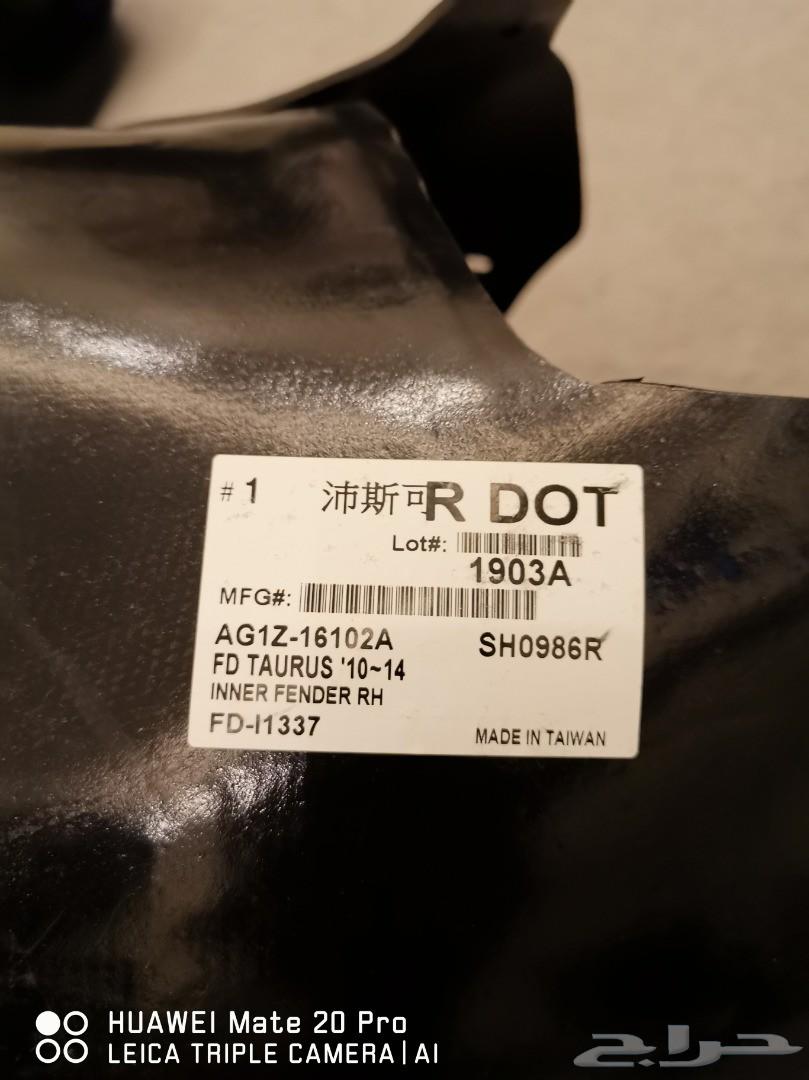 # 1 沛斯可R DOT
Lot#:
1903A
MFG#:
AG1Z-16102A SH0986R
FD TAURUS '10~14
INNER FENDER RH
FD-I1337 MADE IN TAIWAN
HUAWEI Mate 20 Pro
LEICA TRIPLE CAMERA|AI
حراج